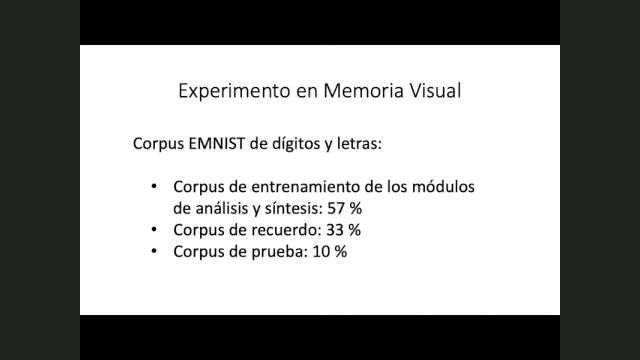 Experimento en Memoria Visual
Corpus EMNIST de dígitos y letras:
• Corpus de entrenamiento de los módulos
de análisis y síntesis: 57 %
• Corpus de recuerdo: 33 %
• Corpus de prueba: 10 %